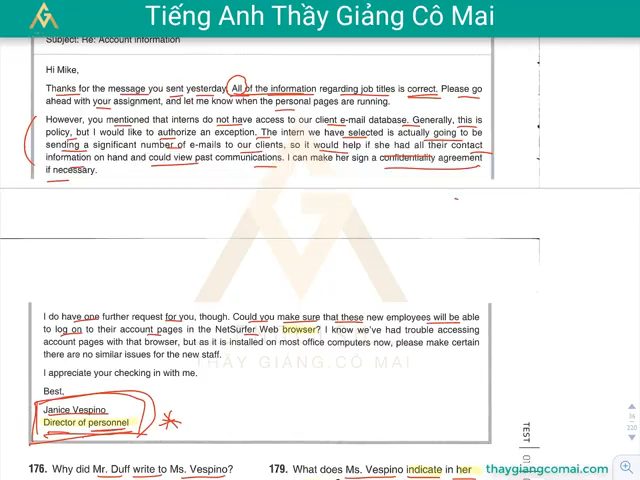 Tiếng Anh Thầy Giảng Cô Mai
Subject: Re: Account information
Hi Mike,
Thanks for the message you sent yesterday. All of the information regarding job titles is correct. Please go
ahead with your assignment, and let me know when the personal pages are running.
However, you mentioned that interns do not have access to our client e-mail database. Generally, this is
policy, but I would like to authorize an exception. The intern we have selected is actually going to be
sending a significant number of e-mails to our clients, so it would help if she had all their contact
information on hand and could view past communications. I can make her sign a confidentiality agreement
if necessary.
I do have one further request for you, though. Could you make sure that these new employees will be able
to log on to their account pages in the NetSurfer Web browser? I know we've had trouble accessing
account pages with that browser, but as it is installed on most office computers now, please make certain
there are no similar issues for the new staff.
THẦY GIẢNG.CÔ MAI
I appreciate your checking in with me.
Best,
Janice Vespino
Director of personnel
TEST
01
36
220
176. Why did Mr. Duff write to Ms. Vespino?
179. What does Ms. Vespino indicate in her
thaygiangcomai.com